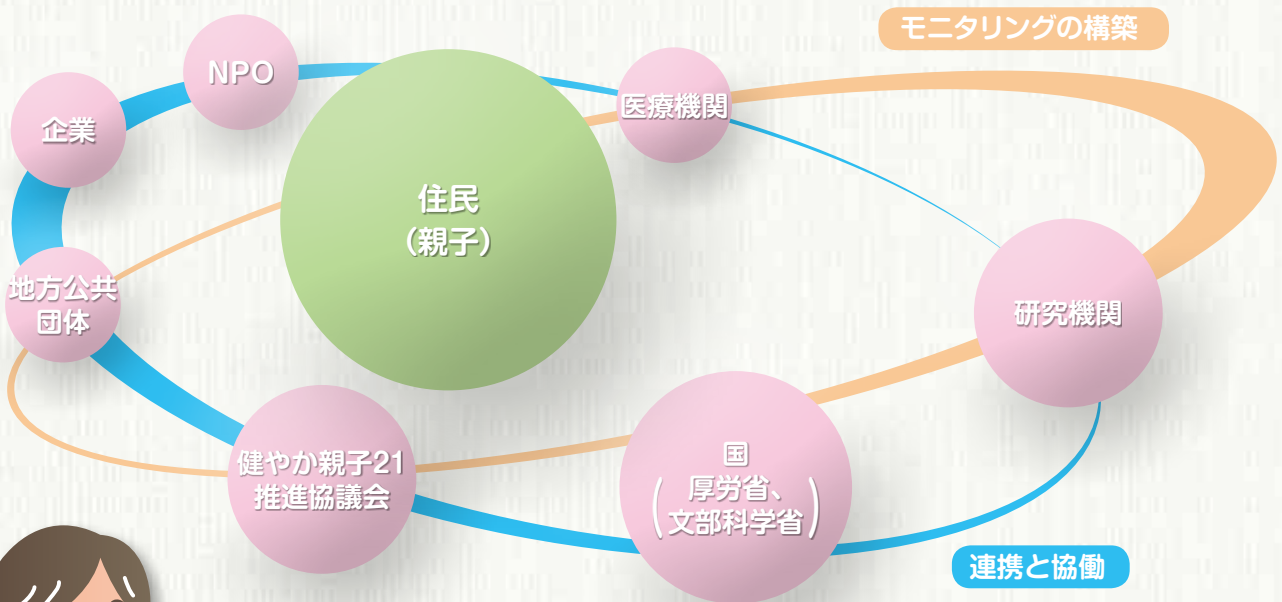 モニタリングの構築
NPO
医療機関
企業
住民
（親子）
地方公共
団体
研究機関
健やか親子21
推進協議会
国
（厚労省、
文部科学省）
連携と協働